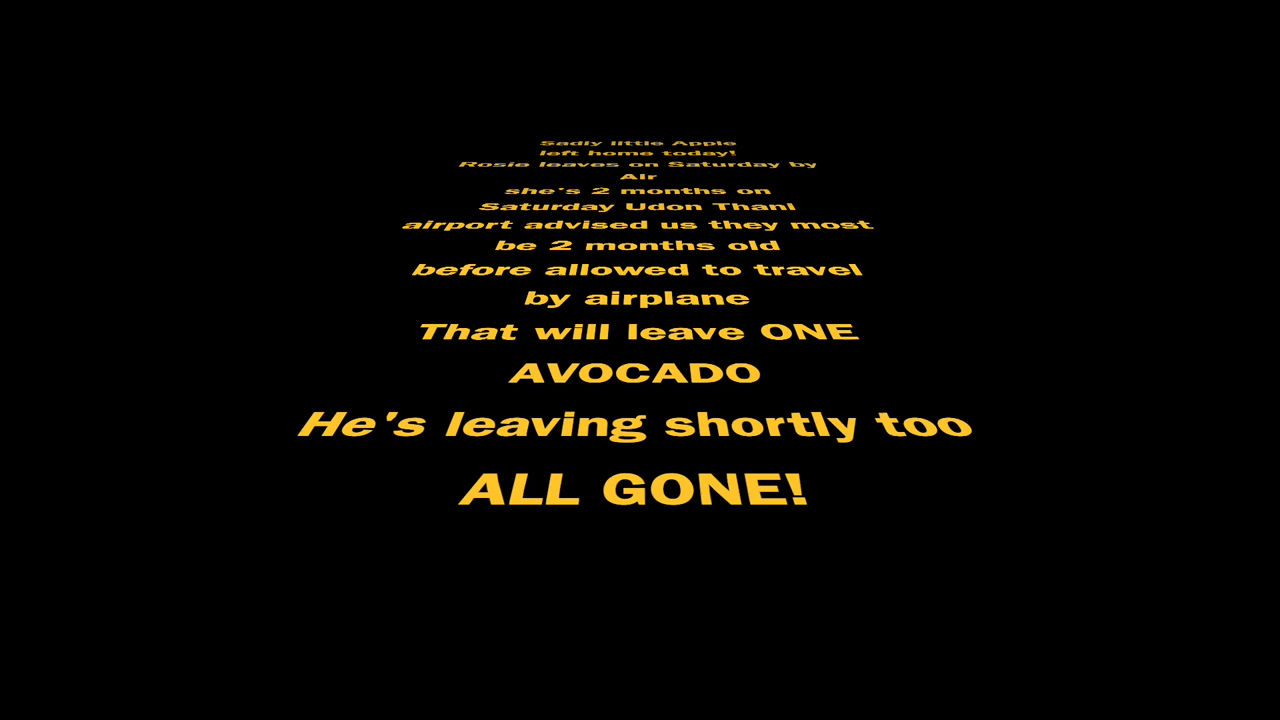 Sadly little Apple
left home today!
Rosie leaves on Saturday by
Air
she's 2 months on
Saturday Udon Thani
airport advised us they most
be 2 months old
before allowed to travel
by airplane
That will leave ONE
AVOCADO
He's leaving shortly too
ALL GONE!